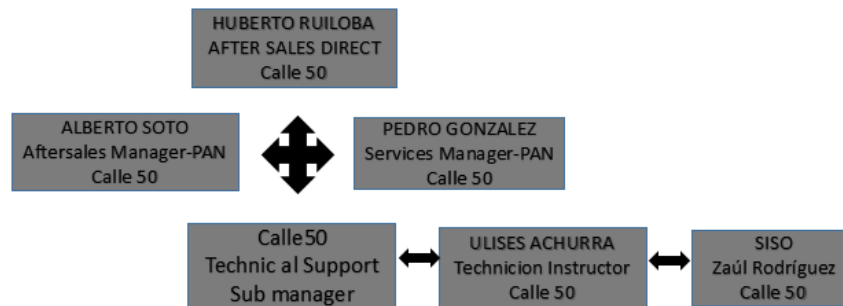 HUBERTO RUILOBA
AFTER SALES DIRECT
Calle 50
ALBERTO SOTO
Aftersales Manager-PAN
Calle 50
PEDRO GONZALEZ
Services Manager-PAN
Calle 50
Calle50
Technic al Support
Sub manager
ULISES ACHURRA
Technicion Instructor
Calle 50
SISO
Zaúl Rodríguez
Calle 50